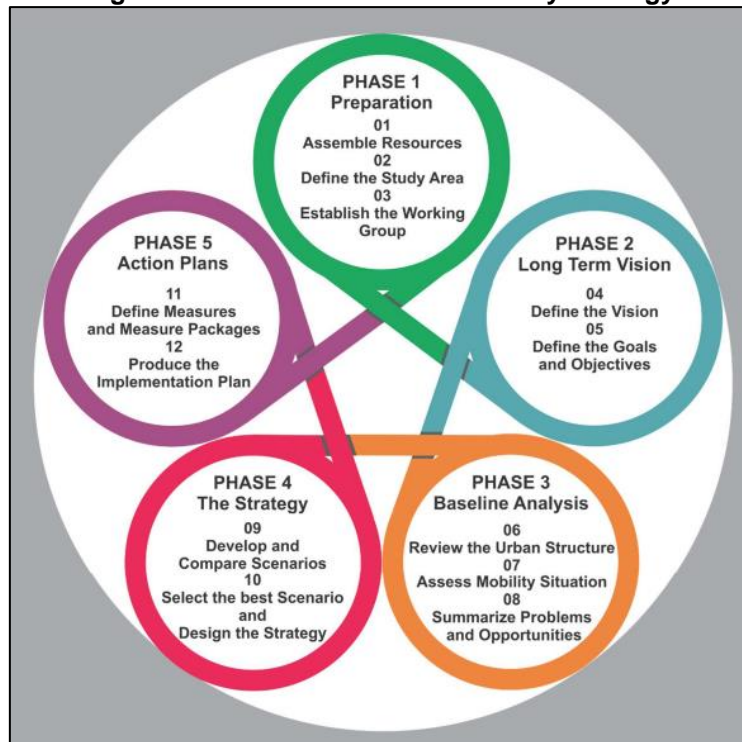 PHASE 1
Preparation
01
Assemble Resources
02
Define the Study Area
03
Establish the Working
Group
PHASE 2
Long Term Vision
04
Define the Vision
05
Define the Goals
and Objectives
PHASE 3
Baseline Analysis
06
Review the Urban Structure
07
Assess Mobility Situation
08
Summarize Problems
and Opportunities
PHASE 4
The Strategy
09
Develop and
Compare Scenarios
10
Select the best Scenario
and
Design the Strategy
PHASE 5
Action Plans
11
Define Measures
and Measure Packages
12
Produce the
Implementation Plan